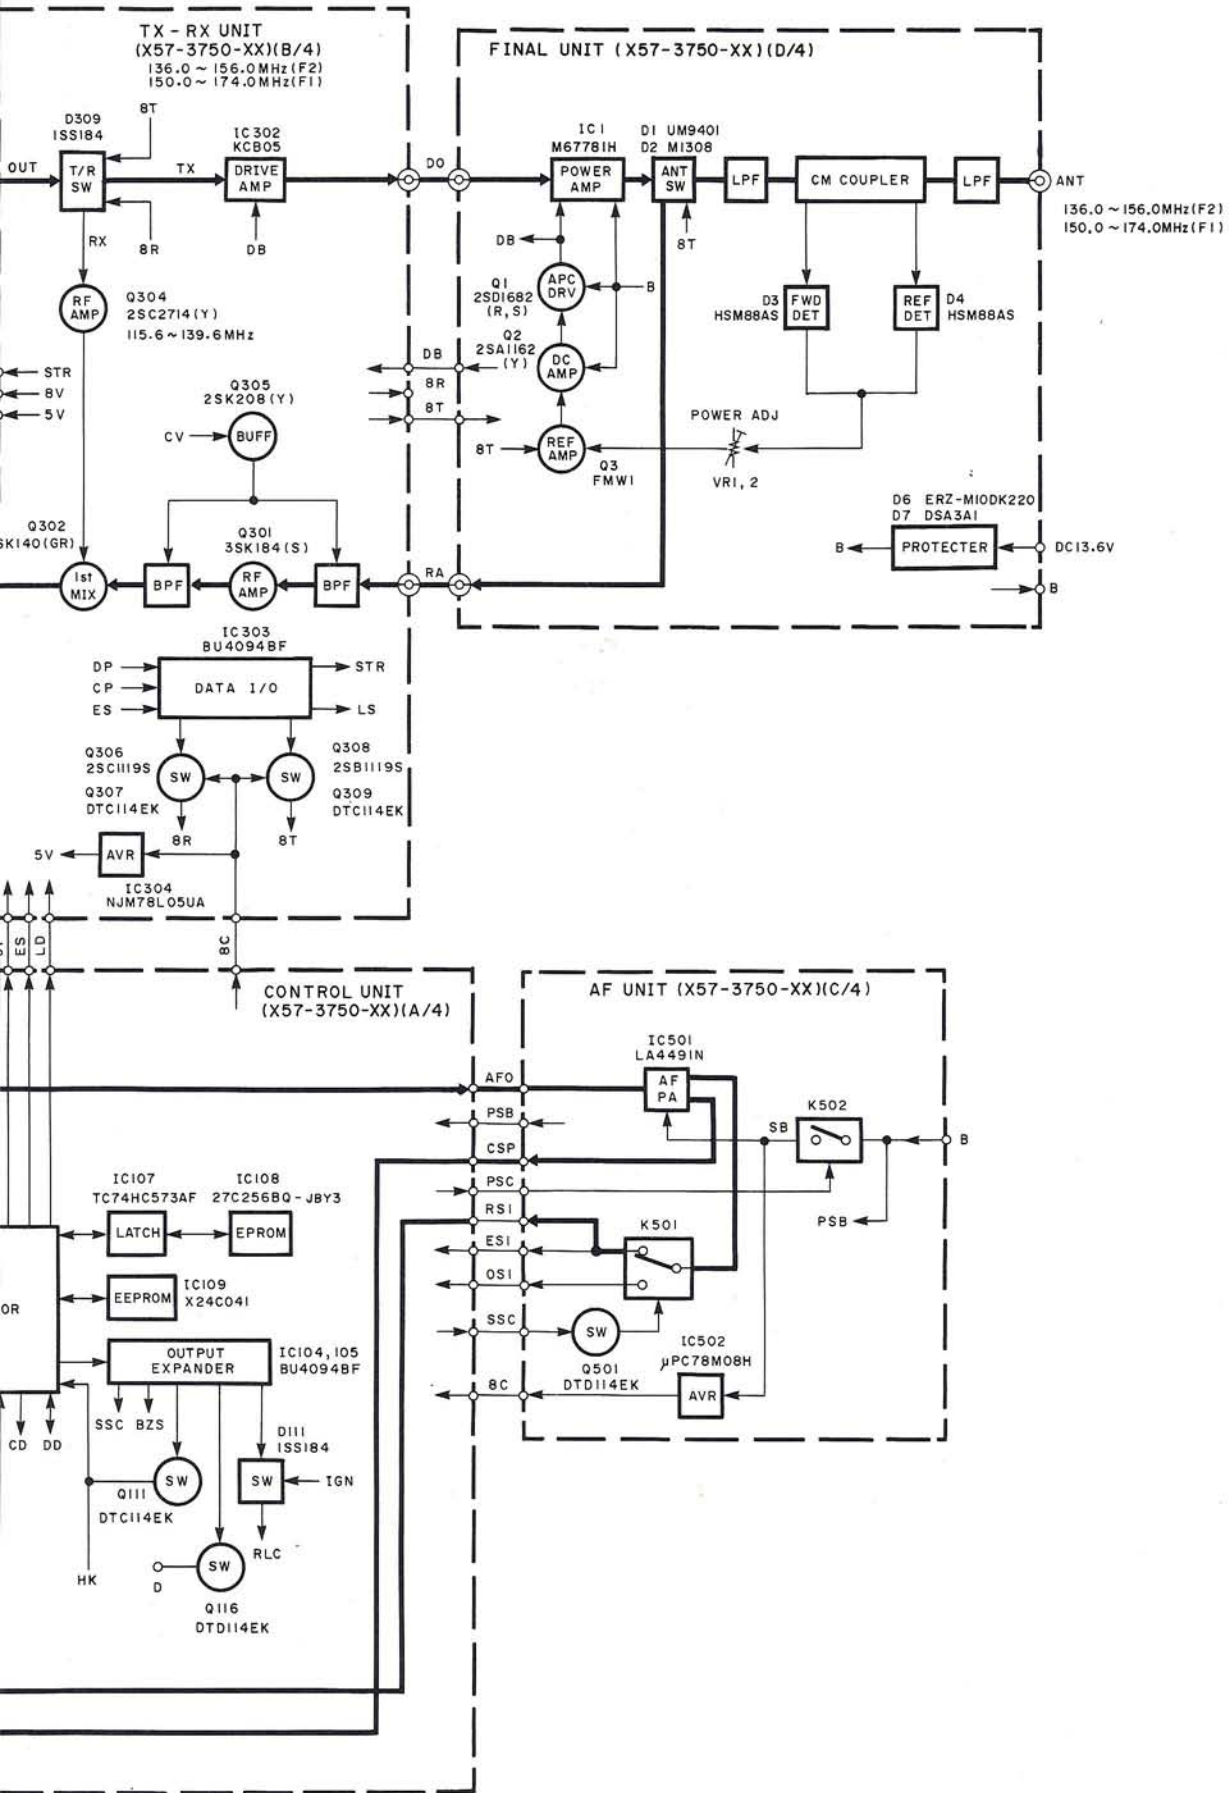 TX-RX UNIT
(X57-3750-XX)(B/4)
136.0~156.0MHz(F2)
150.0~174.0MHz(F1)
8T
D309
1SS184
IC302
KCB05
OUT
T/R
SW
TX
DRIVE
AMP
RX
8R
DB
RF
AMP
Q304
2SC2714(Y)
115.6~139.6MHz
STR
8V
5V
Q305
2SK208(Y)
CV
BUFF
Q302
SK140(GR)
Q301
3SK184(S)
1st
MIX
BPF
RF
AMP
BPF
IC303
BU4094BF
DP
CP
ES
DATA I/O
STR
LS
Q306
2SC1119S
SW
SW
Q308
2SB1119S
Q307
DTC114EK
Q309
DTC114EK
8R
8T
5V
AVR
IC304
NJM78L05UA
ES
LD
8C
DO
DB
8R
8T
RA
FINAL UNIT (X57-3750-XX)(D/4)
IC1
M67781H
D1 UM9401
D2 M1308
POWER
AMP
ANT
SW
LPF
CM COUPLER
LPF
ANT
136.0~156.0MHz(F2)
150.0~174.0MHz(F1)
8T
DB
Q1
2SD1682
(R,S)
APC
DRV
B
Q2
2SA1162
(Y)
DC
AMP
D3
HSM88AS
FWD
DET
REF
DET
D4
HSM88AS
8T
REF
AMP
Q3
FMW1
POWER ADJ
VR1, 2
D6 ERZ-M10DK220
D7 DSA3A1
B
PROTECTER
DC13.6V
B
CONTROL UNIT
(X57-3750-XX)(A/4)
AFO
PSB
CSP
PSC
RS1
ES1
OS1
SSC
8C
IC107
TC74HC573AF
IC108
27C256BQ-JBY3
LATCH
EPROM
OR
EEPROM
IC109
X24C041
OUTPUT
EXPANDER
IC104,105
BU4094BF
SSC
BZS
CD
DD
D111
1SS184
SW
SW
IGN
Q111
DTC114EK
RLC
HK
D
SW
Q116
DTD114EK
AF UNIT (X57-3750-XX)(C/4)
IC501
LA4491N
AF
PA
K502
SB
B
PSB
K501
SW
Q501
DTD114EK
IC502
μPC78M08H
AVR